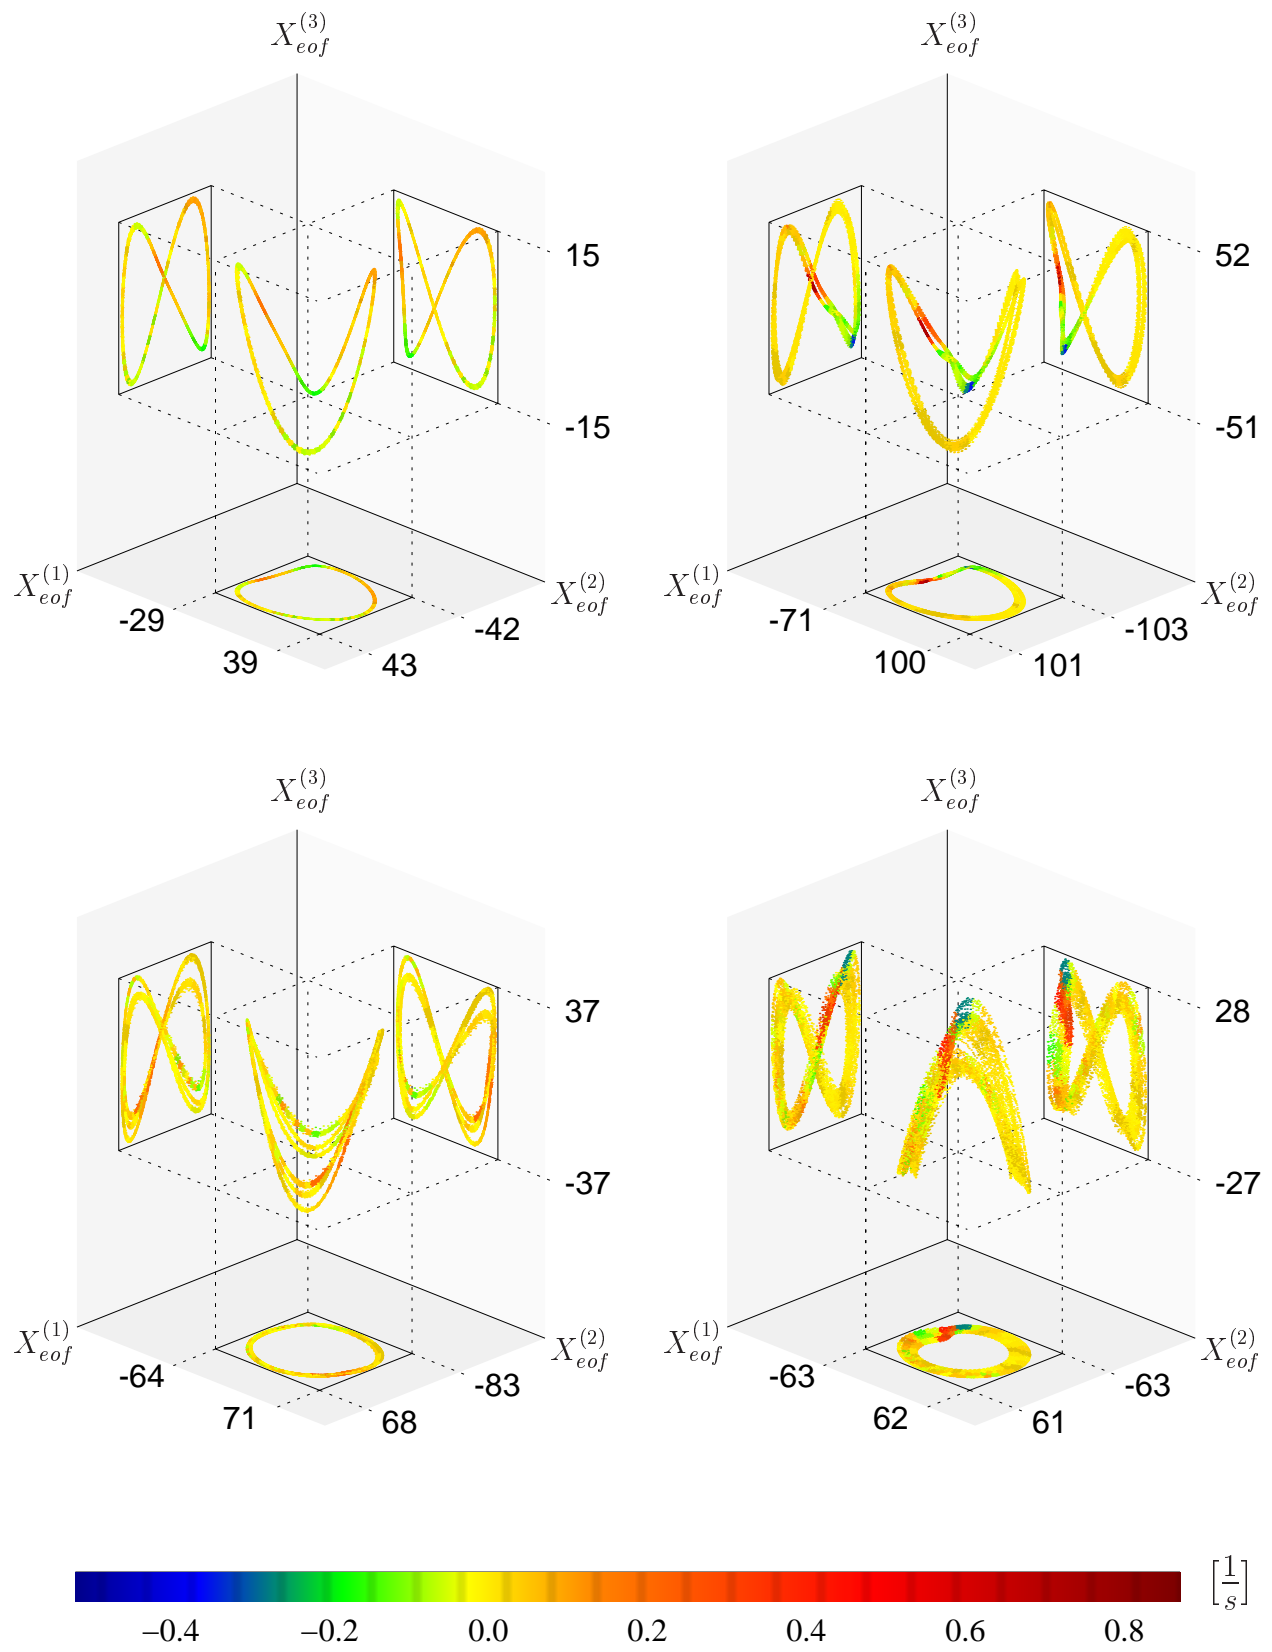 X_{eof}^{(3)} X_{eof}^{(3)}
15 52
-15 -51
X_{eof}^{(1)} X_{eof}^{(2)} X_{eof}^{(1)} X_{eof}^{(2)}
-29 -42 -71 -103
39 43 100 101
X_{eof}^{(3)} X_{eof}^{(3)}
37 28
-37 -27
X_{eof}^{(1)} X_{eof}^{(2)} X_{eof}^{(1)} X_{eof}^{(2)}
-64 -83 -63 -63
71 68 62 61
[\frac{1}{s}]
−0.4 −0.2 0.0 0.2 0.4 0.6 0.8